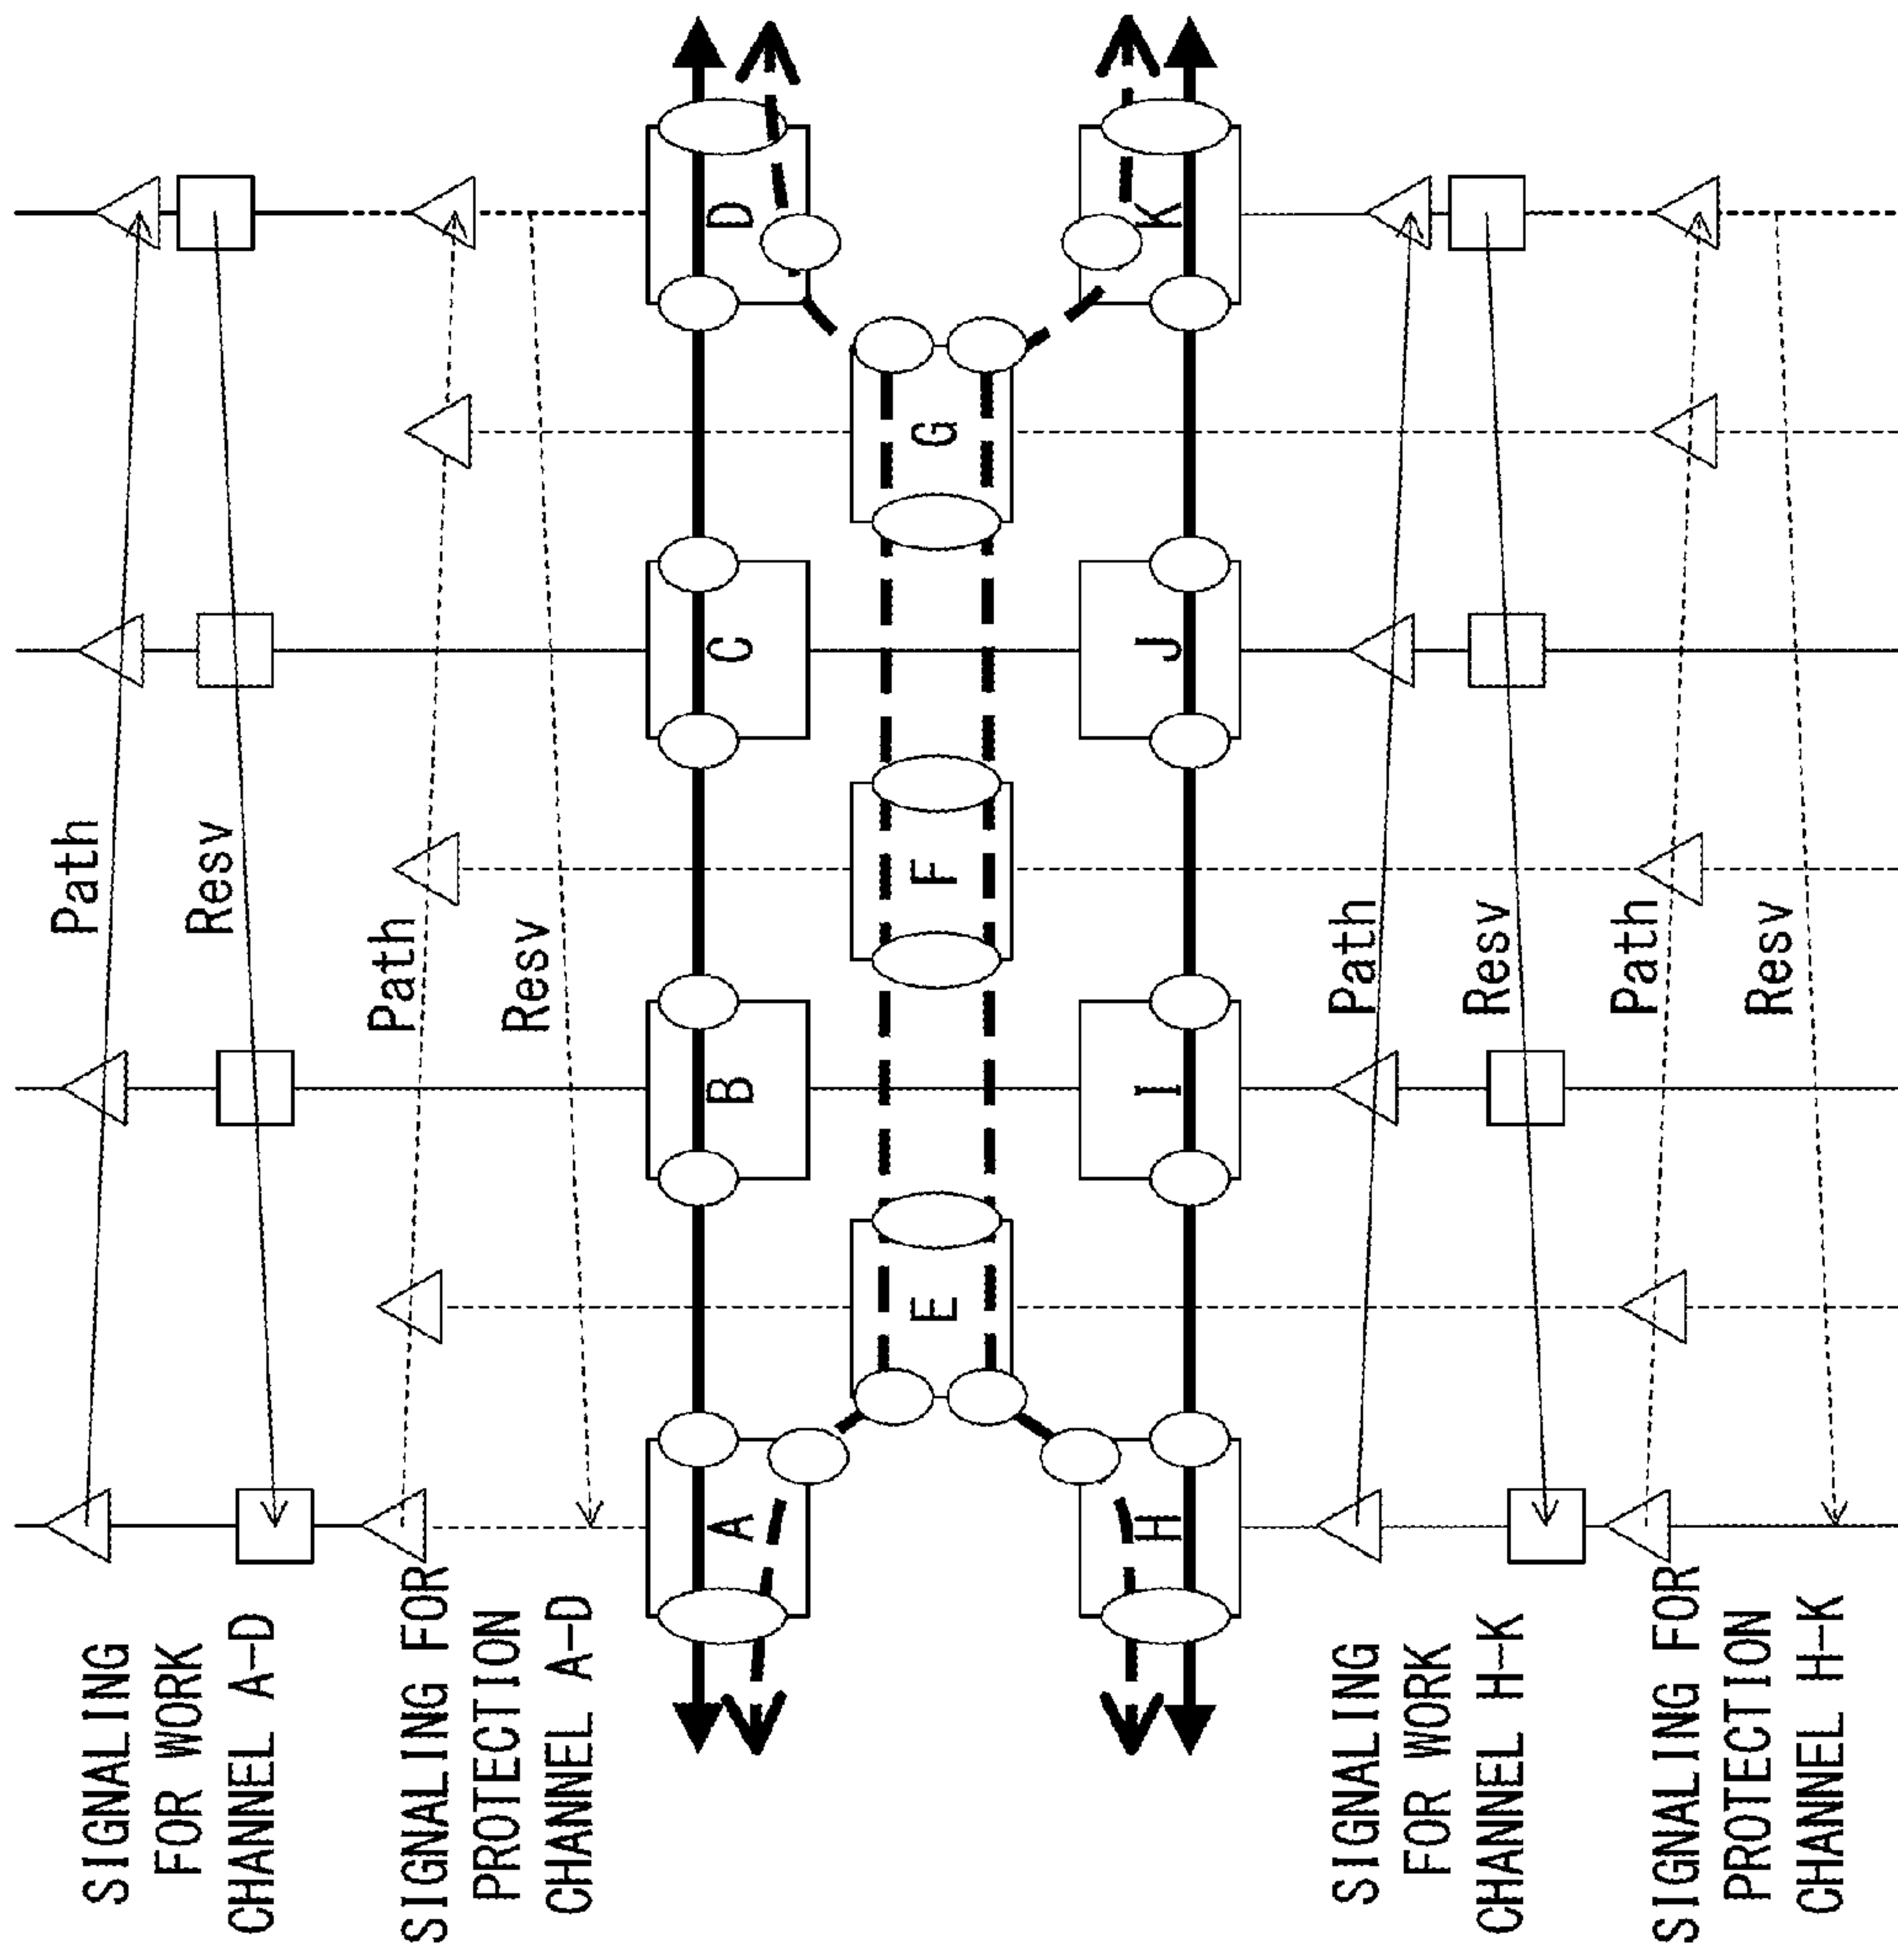 SIGNALING
FOR WORK
CHANNEL A-D
Path
Resv
SIGNALING FOR
PROTECTION
CHANNEL A-D
Path
Resv
A
B
C
D
E
F
G
H
I
J
K
SIGNALING
FOR WORK
CHANNEL H-K
Path
Resv
SIGNALING FOR
PROTECTION
CHANNEL H-K
Path
Resv